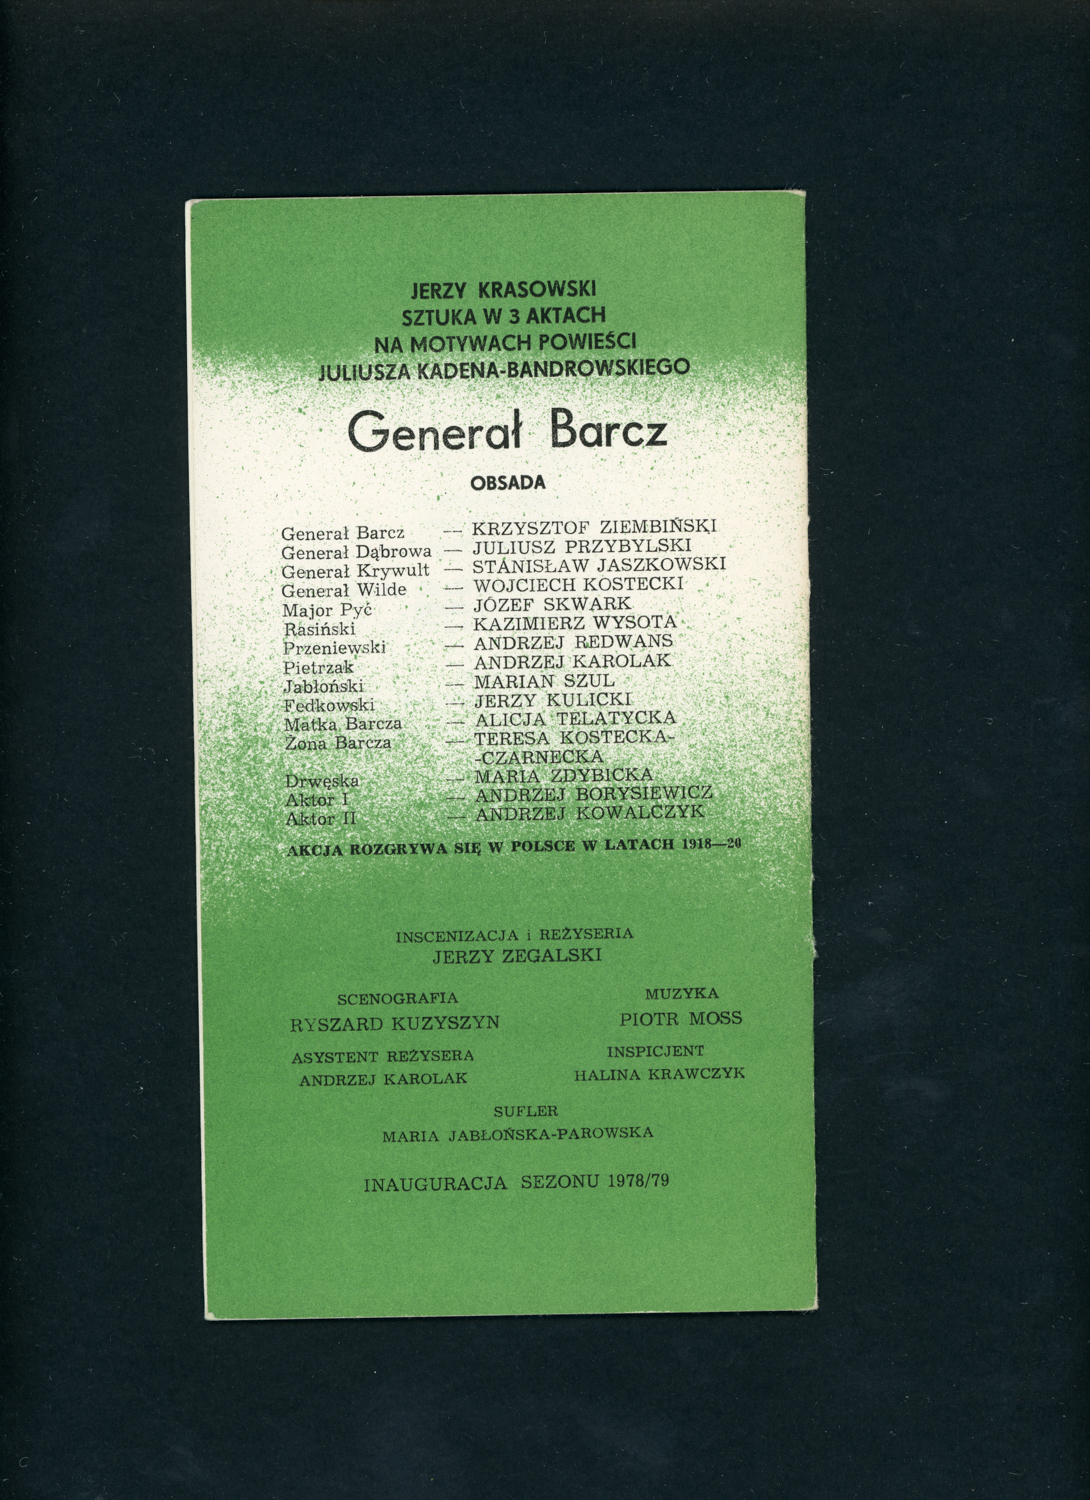 JERZY KRASOWSKI
SZTUKA W 3 AKTACH
NA MOTYWACH POWIEŚCI
JULIUSZA KADENA-BANDROWSKIEGO
Generał Barcz
OBSADA
Generał Barcz — KRZYSZTOF ZIEMBIŃSKI
Generał Dąbrowa — JULIUSZ PRZYBYLSKI
Generał Krywult — STANISŁAW JASZKOWSKI
Generał Wilde — WOJCIECH KOSTECKI
Major Pyć — JÓZEF SKWARK
Rasiński — KAZIMIERZ WYSOTA
Przeniewski — ANDRZEJ REDWANS
Pietrzak — ANDRZEJ KAROLAK
Jabłoński — MARIAN SZUL
Fedkowski — JERZY KULICKI
Matka Barcza — ALICJA TELATYCKA
Żona Barcza — TERESA KOSTECKA-
-CZARNECKA
Drwęska — MARIA ZDYBICKA
Aktor I — ANDRZEJ BORYSIEWICZ
Aktor II — ANDRZEJ KOWALCZYK
AKCJA ROZGRYWA SIĘ W POLSCE W LATACH 1918—20
INSCENIZACJA i REŻYSERIA
JERZY ZEGALSKI
SCENOGRAFIA
RYSZARD KUZYSZYN
MUZYKA
PIOTR MOSS
ASYSTENT REŻYSERA
ANDRZEJ KAROLAK
INSPICJENT
HALINA KRAWCZYK
SUFLER
MARIA JABŁOŃSKA-PAROWSKA
INAUGURACJA SEZONU 1978/79